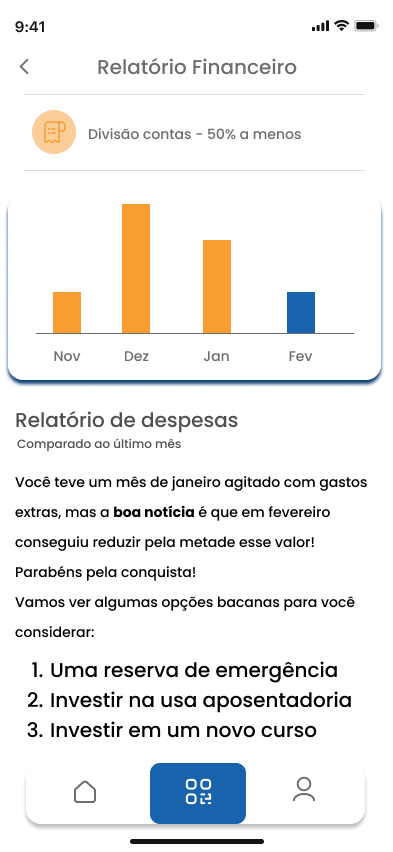 9:41
Relatório Financeiro
Divisão contas - 50% a menos
Nov Dez Jan Fev
Relatório de despesas
Comparado ao último mês
Você teve um mês de janeiro agitado com gastos
extras, mas a boa notícia é que em fevereiro
conseguiu reduzir pela metade esse valor!
Parabéns pela conquista!
Vamos ver algumas opções bacanas para você
considerar:
1. Uma reserva de emergência
2. Investir na usa aposentadoria
3. Investir em um novo curso